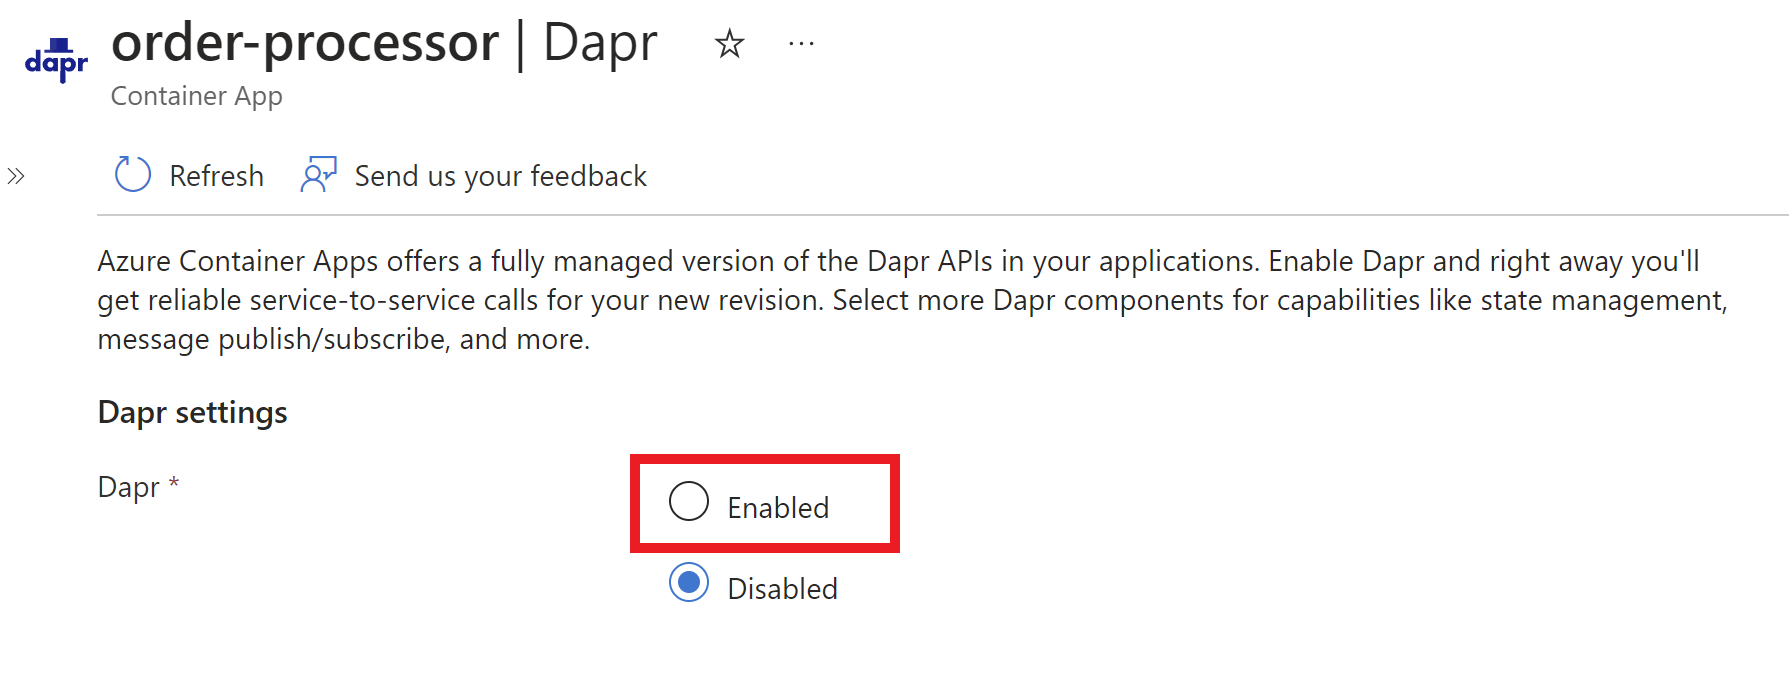 dapr
order-processor | Dapr
Container App
Refresh
Send us your feedback
Azure Container Apps offers a fully managed version of the Dapr APIs in your applications. Enable Dapr and right away you'll
get reliable service-to-service calls for your new revision. Select more Dapr components for capabilities like state management,
message publish/subscribe, and more.
Dapr settings
Dapr *
Enabled
Disabled